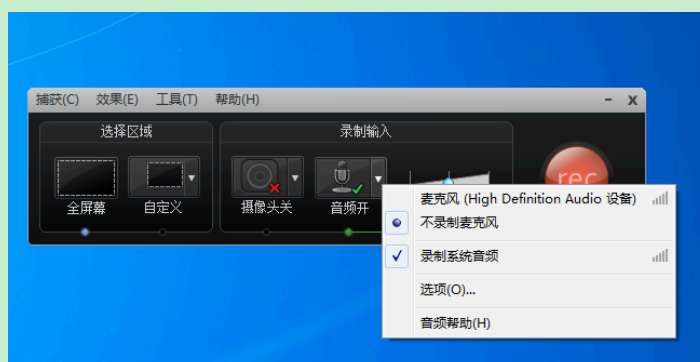 捕获(C) 效果(E) 工具(T) 帮助(H)
选择区域
录制输入
rec
全屏幕
自定义
摄像头关
音频开
麦克风 (High Definition Audio 设备)
不录制麦克风
录制系统音频
选项(O)...
音频帮助(H)